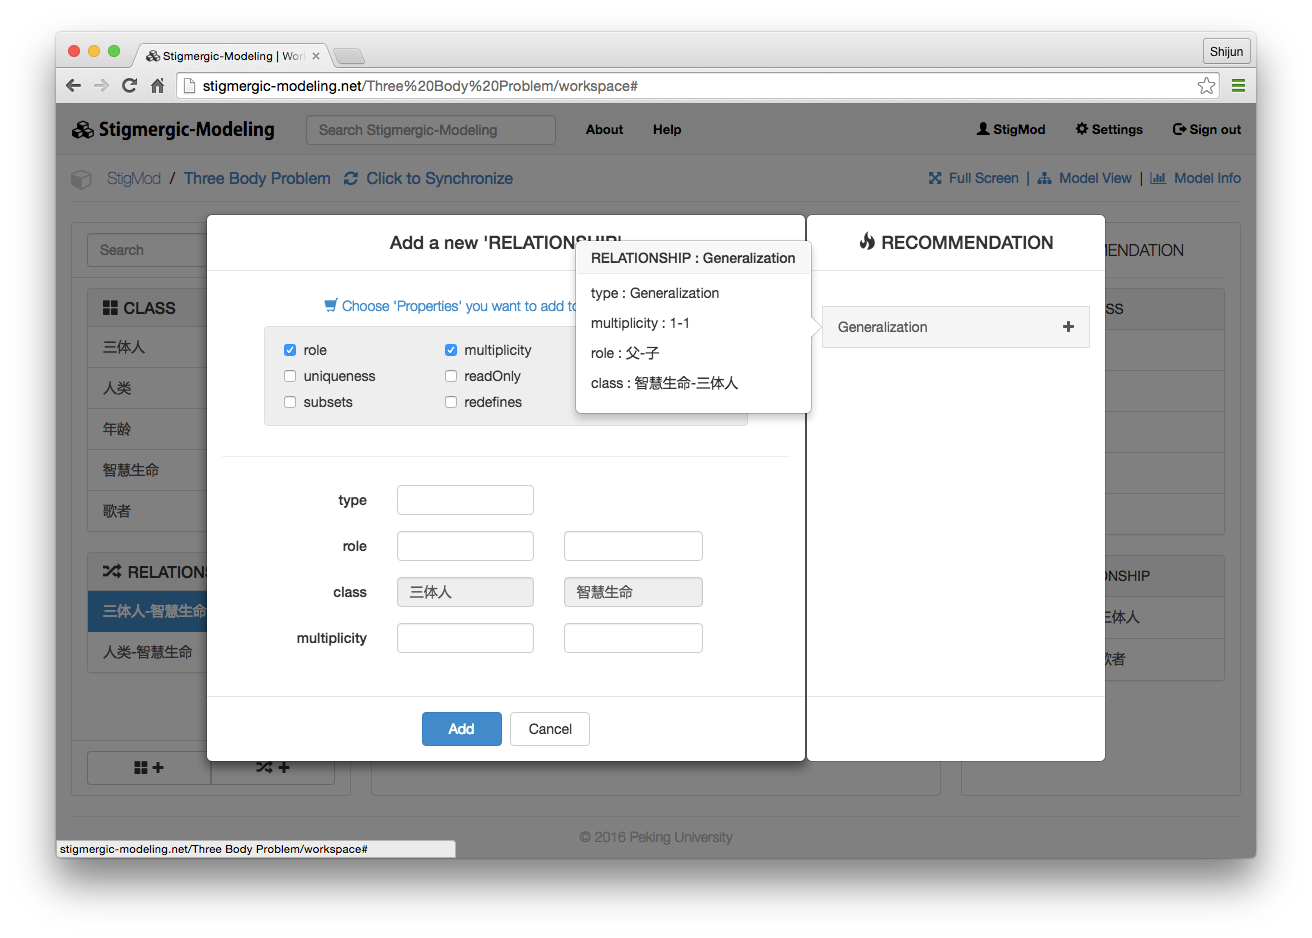 Stigmergic-Modeling | Wor
Shijun
stigmergic-modeling.net/Three%20Body%20Problem/workspace#
Stigmergic-Modeling
Search Stigmergic-Modeling
About
Help
StigMod
Settings
Sign out
StigMod / Three Body Problem
Click to Synchronize
Full Screen | Model View | Model Info
Search
CLASS
三体人
人类
年龄
智慧生命
歌者
RELATIONS
三体人-智慧生命
人类-智慧生命
Add a new 'RELATIONSHIP'
Choose 'Properties' you want to add to
role
multiplicity
uniqueness
readOnly
subsets
redefines
RELATIONSHIP : Generalization
type : Generalization
multiplicity : 1-1
role : 父-子
class : 智慧生命-三体人
type
role
class
三体人
智慧生命
multiplicity
Add
Cancel
RECOMMENDATION
Generalization
ENDATION
SS
ONSHIP
三体人
歌者
© 2016 Peking University
stigmergic-modeling.net/Three Body Problem/workspace#